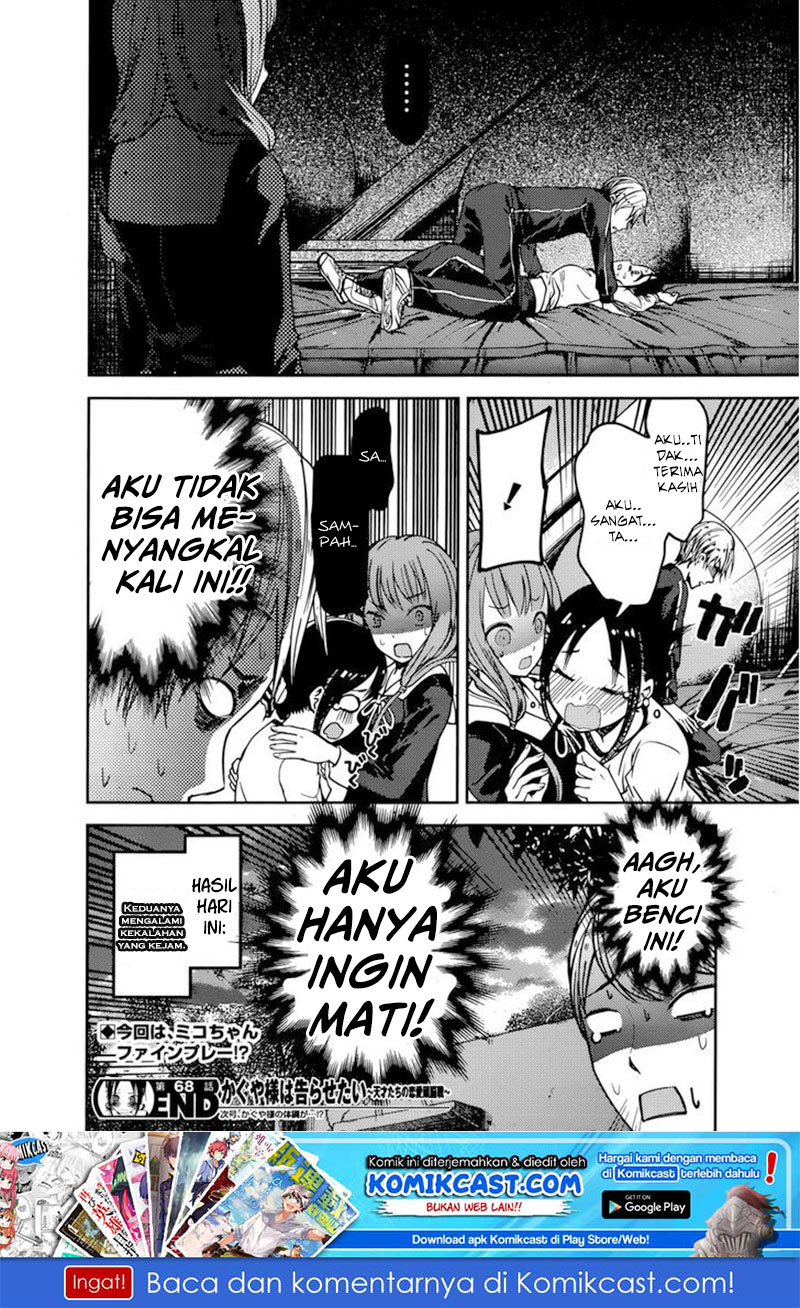 ......
AKU..TI
DAK...
TERIMA
KASIH
AKU..
SANGAT...
TA...
!
SA...
SAM-
PAH..
AKU TIDAK
BISA ME-
NYANGKAL
KALI INI!!
AAGH,
AKU
BENCI
INI!
AKU
HANYA
INGIN
MATI!
HASIL
HARI
INI:
KEDUANYA
MENGALAMI
KEKALAHAN
YANG KEJAM.
◆今回は、ミコちゃん
ファインプレー!?
第68話 END
かぐや様は告らせたい～天才たちの恋愛頭脳戦～
次号、かぐや様の体調が…!?
Komik ini diterjemahkan & diedit oleh
KOMIKCAST.COM
BUKAN WEB LAIN!!
Hargai kami dengan membaca
di Komikcast terlebih dahulu !
GET IT ON
Google Play
Download apk Komikcast di Play Store/Web!
Ingat! Baca dan komentarnya di Komikcast.com!